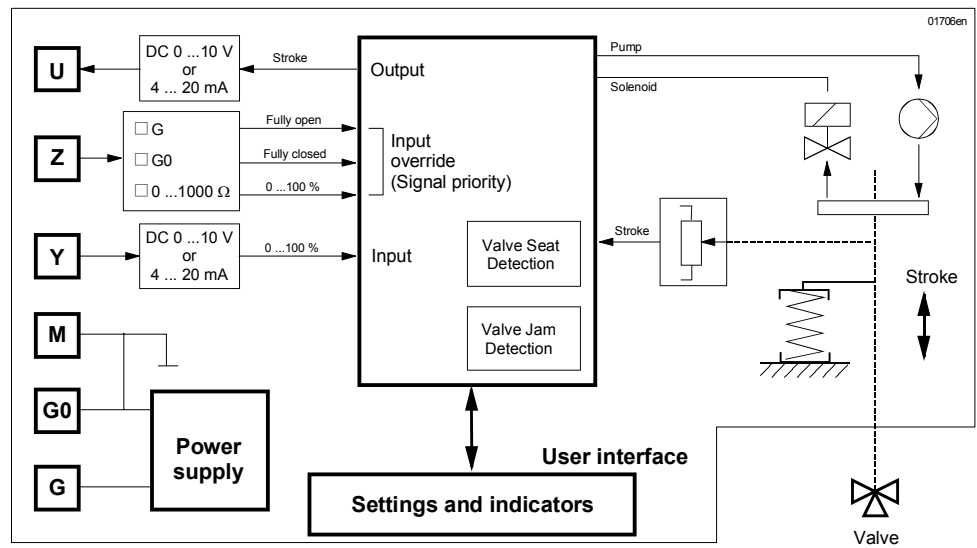 01706en
U
DC 0 ...10 V
or
4 ... 20 mA
Stroke
Output
Pump
Solenoid
Z
G
G0
0 ...1000 Ω
Fully open
Fully closed
0 ...100 %
Input
override
(Signal priority)
Y
DC 0 ...10 V
or
4 ... 20 mA
0 ...100 %
Input
Valve Seat
Detection
Valve Jam
Detection
Stroke
Stroke
M
G0
G
Power
supply
User interface
Settings and indicators
Valve